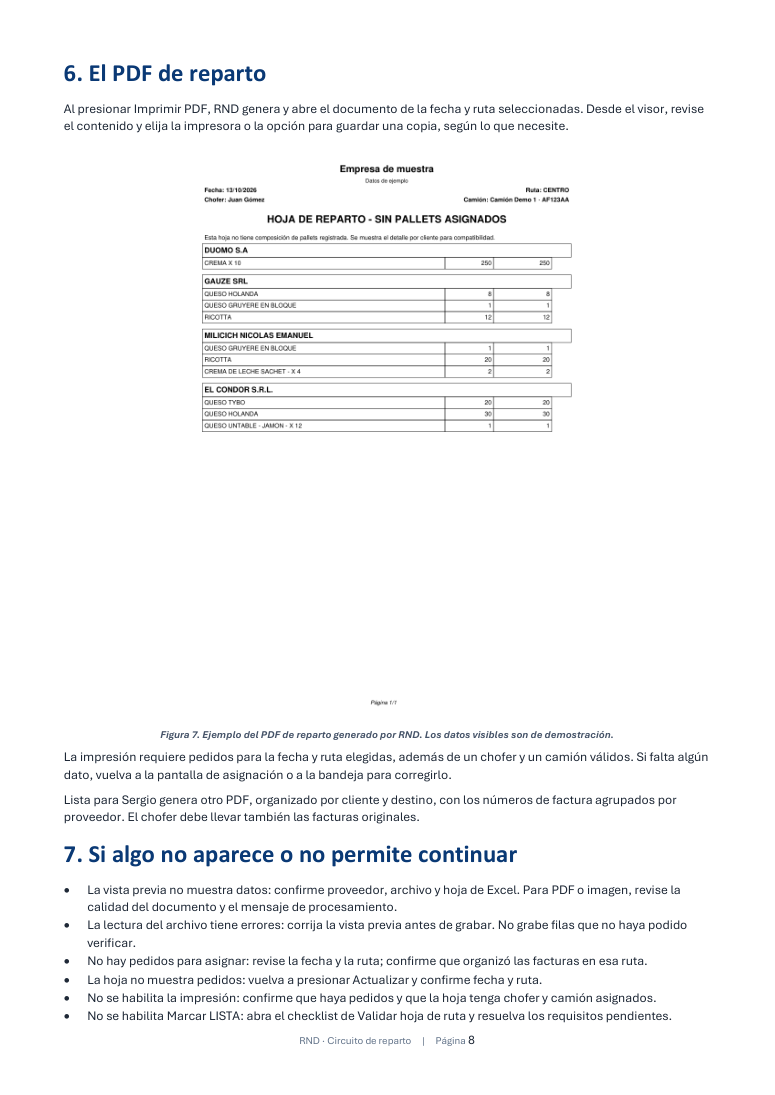 6. El PDF de reparto
Al presionar Imprimir PDF, RND genera y abre el documento de la fecha y ruta seleccionadas. Desde el visor, revise
el contenido y elija la impresora o la opción para guardar una copia, según lo que necesite.
Empresa de muestra
Datos de ejemplo
Fecha: 13/10/2026 Ruta: CENTRO
Chofer: Juan Gómez Camión: Camión Demo 1 - AF123AA
HOJA DE REPARTO - SIN PALLETS ASIGNADOS
Esta hoja no tiene composición de pallets registrada. Se muestra el detalle por cliente para compatibilidad.
DUOMO S.A
CREMA X 10 250 250
GAUZE SRL
QUESO HOLANDA 8 8
QUESO GRUYERE EN BLOQUE 1 1
RICOTTA 12 12
MILICICH NICOLAS EMANUEL
QUESO GRUYERE EN BLOQUE 1 1
RICOTTA 20 20
CREMA DE LECHE SACHET - X 4 2 2
EL CONDOR S.R.L.
QUESO TYBO 20 20
QUESO HOLANDA 30 30
QUESO UNTABLE - JAMON - X 12 1 1
Página 1/1
Figura 7. Ejemplo del PDF de reparto generado por RND. Los datos visibles son de demostración.
La impresión requiere pedidos para la fecha y ruta elegidas, además de un chofer y un camión válidos. Si falta algún
dato, vuelva a la pantalla de asignación o a la bandeja para corregirlo.
Lista para Sergio genera otro PDF, organizado por cliente y destino, con los números de factura agrupados por
proveedor. El chofer debe llevar también las facturas originales.
7. Si algo no aparece o no permite continuar
• La vista previa no muestra datos: confirme proveedor, archivo y hoja de Excel. Para PDF o imagen, revise la
calidad del documento y el mensaje de procesamiento.
• La lectura del archivo tiene errores: corrija la vista previa antes de grabar. No grabe filas que no haya podido
verificar.
• No hay pedidos para asignar: revise la fecha y la ruta; confirme que organizó las facturas en esa ruta.
• La hoja no muestra pedidos: vuelva a presionar Actualizar y confirme fecha y ruta.
• No se habilita la impresión: confirme que haya pedidos y que la hoja tenga chofer y camión asignados.
• No se habilita Marcar LISTA: abra el checklist de Validar hoja de ruta y resuelva los requisitos pendientes.
RND · Circuito de reparto | Página 8